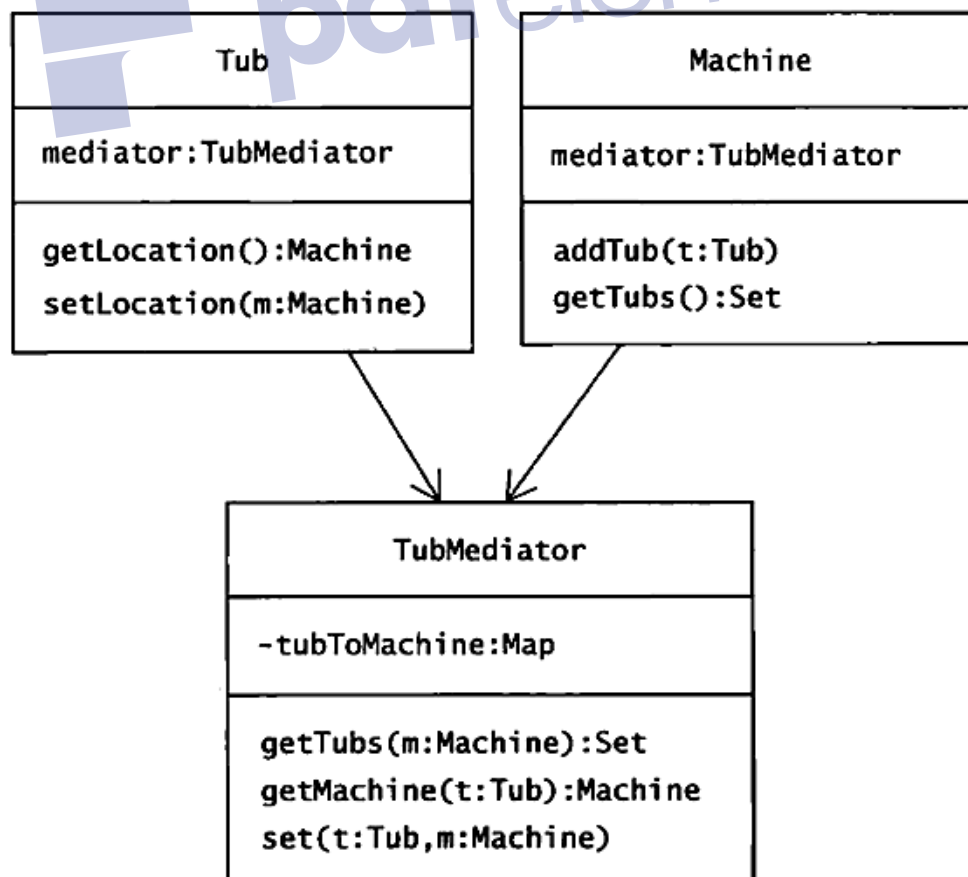 Tub
mediator:TubMediator
getLocation():Machine
setLocation(m:Machine)
Machine
mediator:TubMediator
addTub(t:Tub)
getTubs():Set
TubMediator
-tubToMachine:Map
getTubs(m:Machine):Set
getMachine(t:Tub):Machine
set(t:Tub,m:Machine)